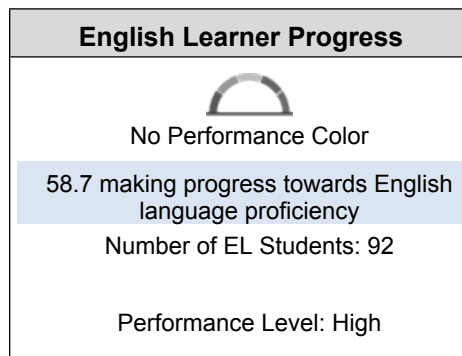 English Learner Progress
No Performance Color
58.7 making progress towards English
language proficiency
Number of EL Students: 92
Performance Level: High